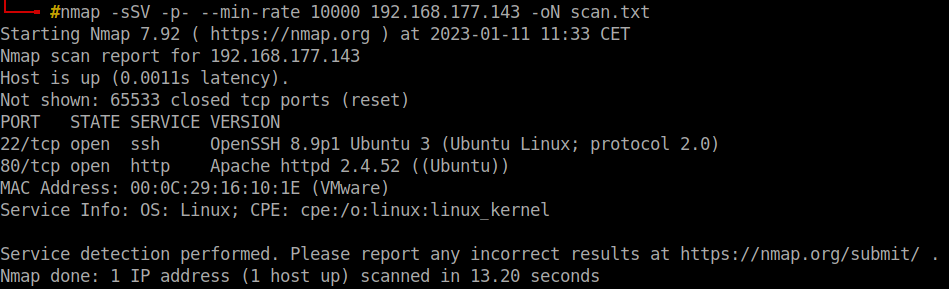 #nmap -sSV -p- --min-rate 10000 192.168.177.143 -oN scan.txt
Starting Nmap 7.92 ( https://nmap.org ) at 2023-01-11 11:33 CET
Nmap scan report for 192.168.177.143
Host is up (0.0011s latency).
Not shown: 65533 closed tcp ports (reset)
PORT   STATE SERVICE VERSION
22/tcp open  ssh     OpenSSH 8.9p1 Ubuntu 3 (Ubuntu Linux; protocol 2.0)
80/tcp open  http    Apache httpd 2.4.52 ((Ubuntu))
MAC Address: 00:0C:29:16:10:1E (VMware)
Service Info: OS: Linux; CPE: cpe:/o:linux:linux_kernel

Service detection performed. Please report any incorrect results at https://nmap.org/submit/ .
Nmap done: 1 IP address (1 host up) scanned in 13.20 seconds